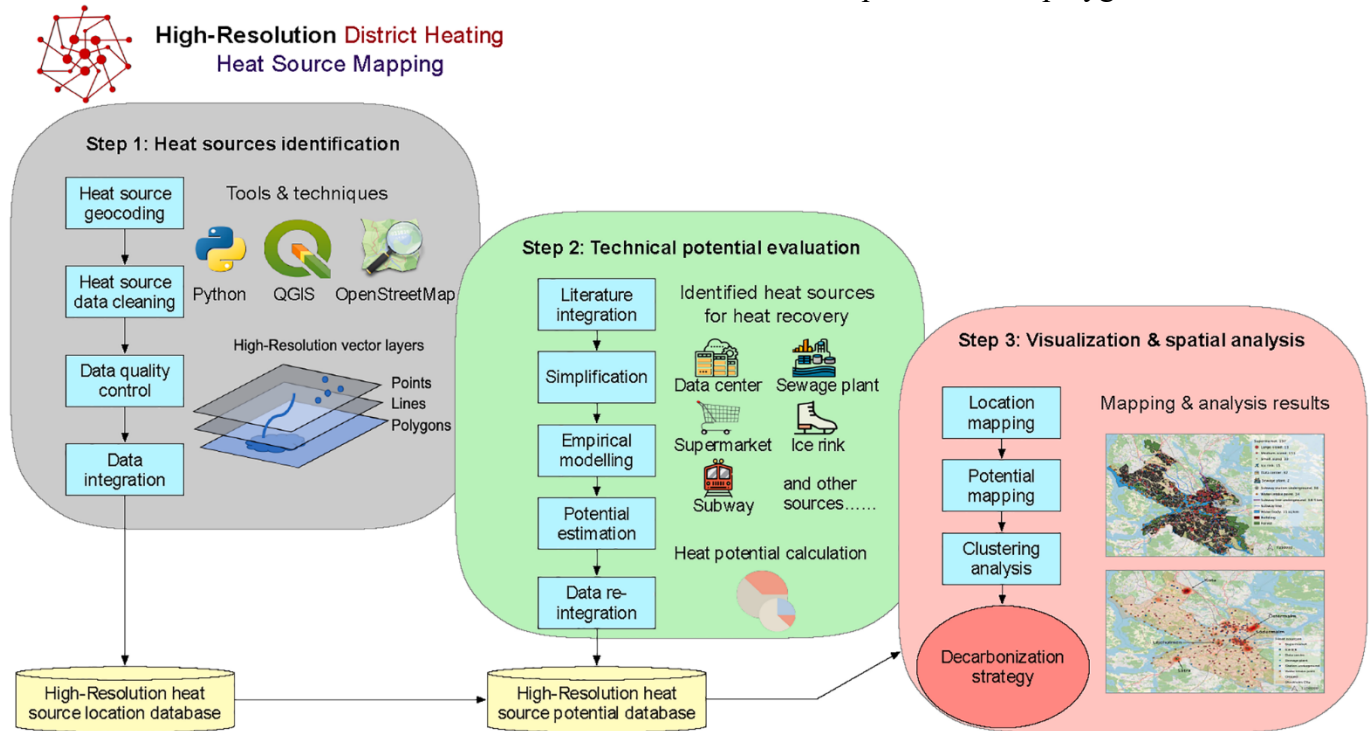 High-Resolution District Heating
Heat Source Mapping
Step 1: Heat sources identification
Heat source
geocoding
Heat source
data cleaning
Data quality
control
Data
integration
Tools & techniques
Python
QGIS
OpenStreetMap
High-Resolution vector layers
Points
Lines
Polygons
Step 2: Technical potential evaluation
Literature
integration
Simplification
Empirical
modelling
Potential
estimation
Data re-
integration
Identified heat sources
for heat recovery
Data center
Sewage plant
Supermarket
Ice rink
Subway
and other
sources……
Heat potential calculation
Step 3: Visualization & spatial analysis
Location
mapping
Potential
mapping
Clustering
analysis
Decarbonization
strategy
Mapping & analysis results
High-Resolution heat
source location database
High-Resolution heat
source potential database